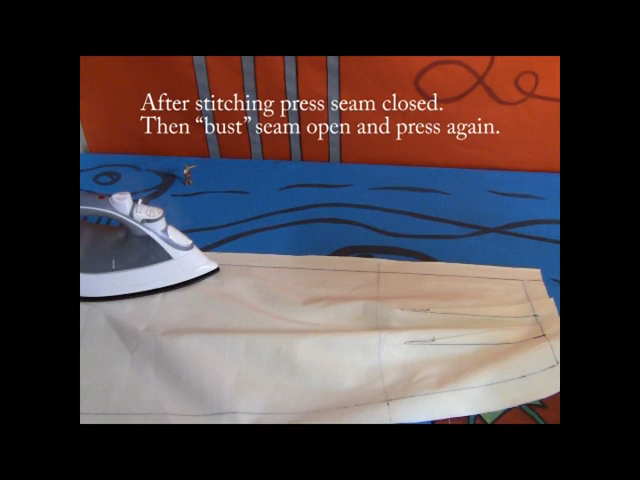 After stitching press seam closed.
Then “bust” seam open and press again.